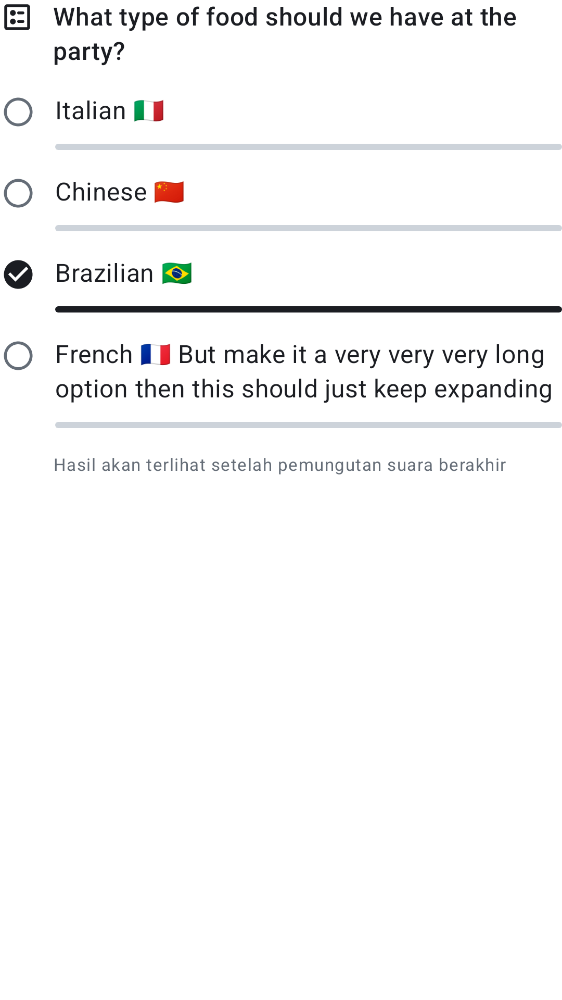 What type of food should we have at the
party?
Italian 🇮🇹
Chinese 🇨🇳
Brazilian 🇧🇷
French 🇫🇷 But make it a very very very long
option then this should just keep expanding
Hasil akan terlihat setelah pemungutan suara berakhir